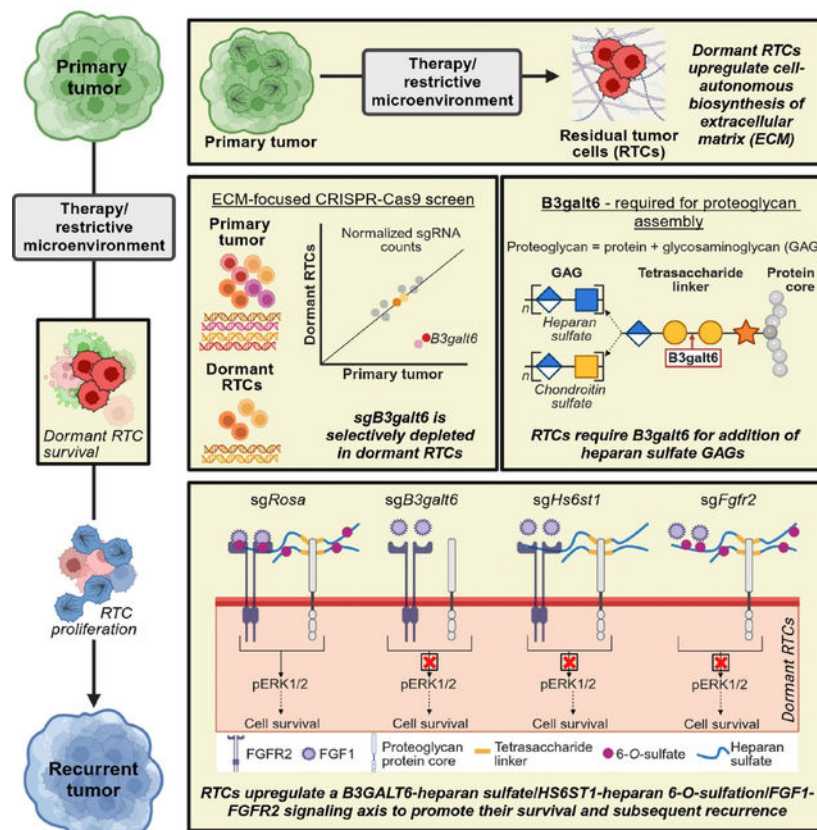 Primary
tumor
Therapy/
restrictive
microenvironment
Dormant RTC
survival
RTC
proliferation
Recurrent
tumor
Primary tumor
Therapy/
restrictive
microenvironment
Residual tumor
cells (RTCs)
Dormant RTCs
upregulate cell-
autonomous
biosynthesis of
extracellular
matrix (ECM)
ECM-focused CRISPR-Cas9 screen
Primary
tumor
Dormant
RTCs
Normalized sgRNA
counts
Dormant RTCs
B3galt6
Primary tumor
sgB3galt6 is
selectively depleted
in dormant RTCs
B3galt6 - required for proteoglycan
assembly
Proteoglycan = protein + glycosaminoglycan (GAG
GAG
Tetrasaccharide
linker
Protein
core
n
Heparan
sulfate
B3galt6
n
Chondroitin
sulfate
RTCs require B3galt6 for addition of
heparan sulfate GAGs
sgRosa
sgB3galt6
sgHs6st1
sgFgfr2
pERK1/2
pERK1/2
pERK1/2
pERK1/2
Cell survival
Cell survival
Cell survival
Cell survival
Dormant RTCs
FGFR2
FGF1
Proteoglycan
protein core
Tetrasaccharide
linker
6-O-sulfate
Heparan
sulfate
RTCs upregulate a B3GALT6-heparan sulfate/HS6ST1-heparan 6-O-sulfation/FGF1-
FGFR2 signaling axis to promote their survival and subsequent recurrence